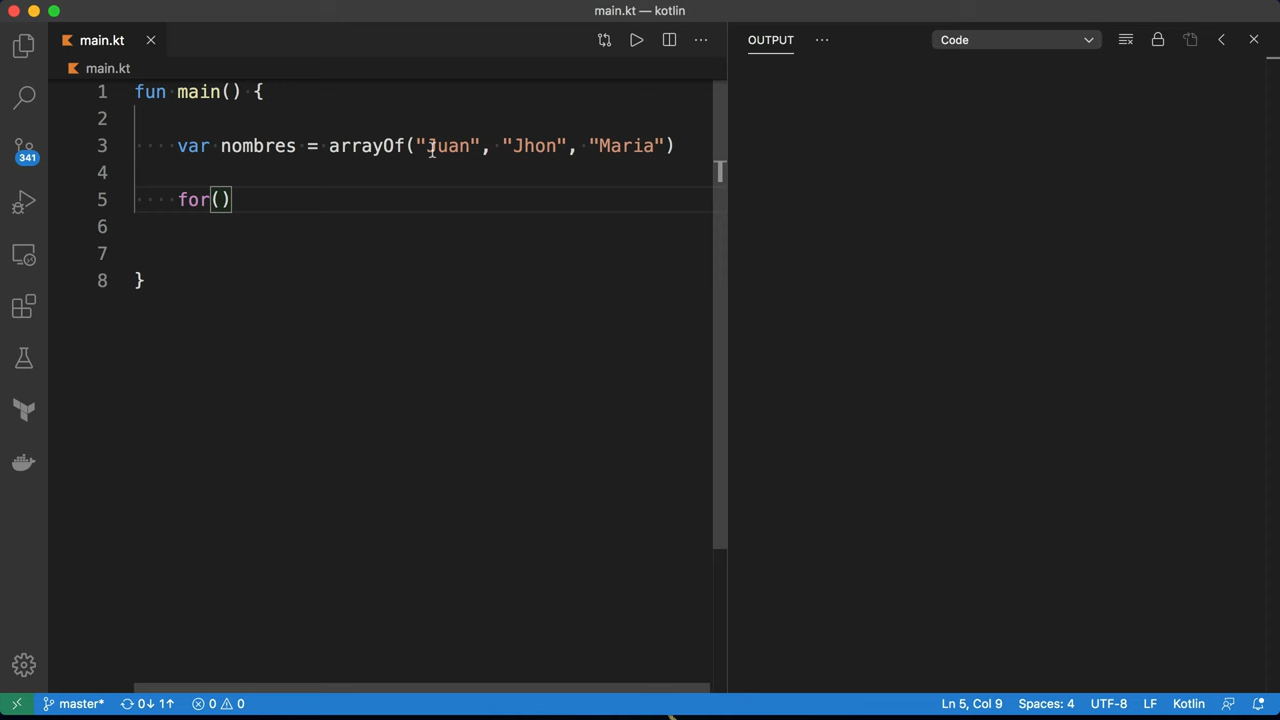 main.kt — kotlin
main.kt
OUTPUT
Code
main.kt
1 fun main() {
2
3 var nombres = arrayOf("Juan", "Jhon", "Maria")
4
5 for()
6
7
8 }
341
master* 0↓ 1↑ 0 0 Ln 5, Col 9 Spaces: 4 UTF-8 LF Kotlin